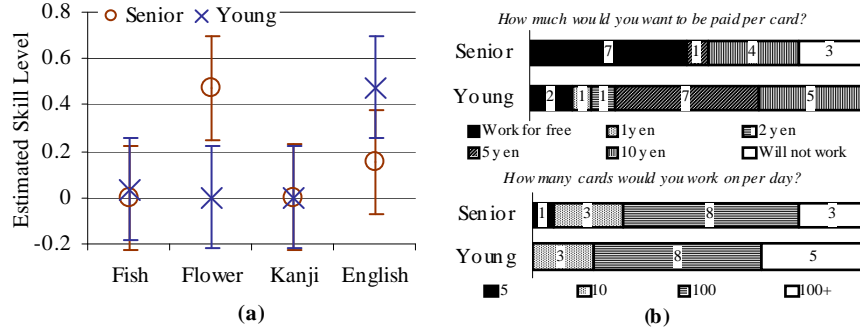 Senior Young
0.8
0.6
0.4
0.2
0
-0.2
Estimated Skill Level
Fish Flower Kanji English
(a)
How much would you want to be paid per card?
Senior 7 1 4 3
Young 2 1 1 7 5
Work for free 1yen 2 yen
5 yen 10 yen Will not work
How many cards would you work on per day?
Senior 1 3 8 3
Young 3 8 5
5 10 100 100+
(b)